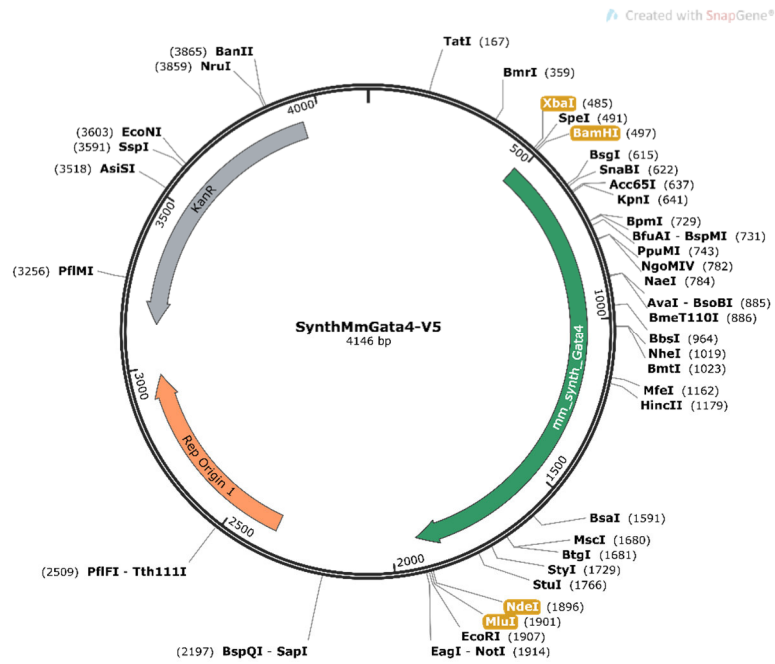 Created with SnapGene®
TatI (167)
BmrI (359)
XbaI (485)
SpeI (491)
BamHI (497)
BsgI (615)
SnaBI (622)
Acc65I (637)
KpnI (641)
BpmI (729)
BfuAI - BspMI (731)
PpuMI (743)
NgoMIV (782)
NaeI (784)
AvaI - BsoBI (885)
BmeT110I (886)
BbsI (964)
NheI (1019)
BmtI (1023)
MfeI (1162)
HincII (1179)
BsaI (1591)
MscI (1680)
BtgI (1681)
StyI (1729)
StuI (1766)
NdeI (1896)
MluI (1901)
EcoRI (1907)
EagI - NotI (1914)
(2197) BspQI - SapI
(2509) PflFI - Tth111I
(3256) PflMI
(3518) AsiSI
(3591) SspI
(3603) EcoNI
(3859) NruI
(3865) BanII
500
1000
1500
2000
2500
3000
3500
4000
mm_synth_Gata4
Rep Origin 1
KanR
SynthMmGata4-V5
4146 bp